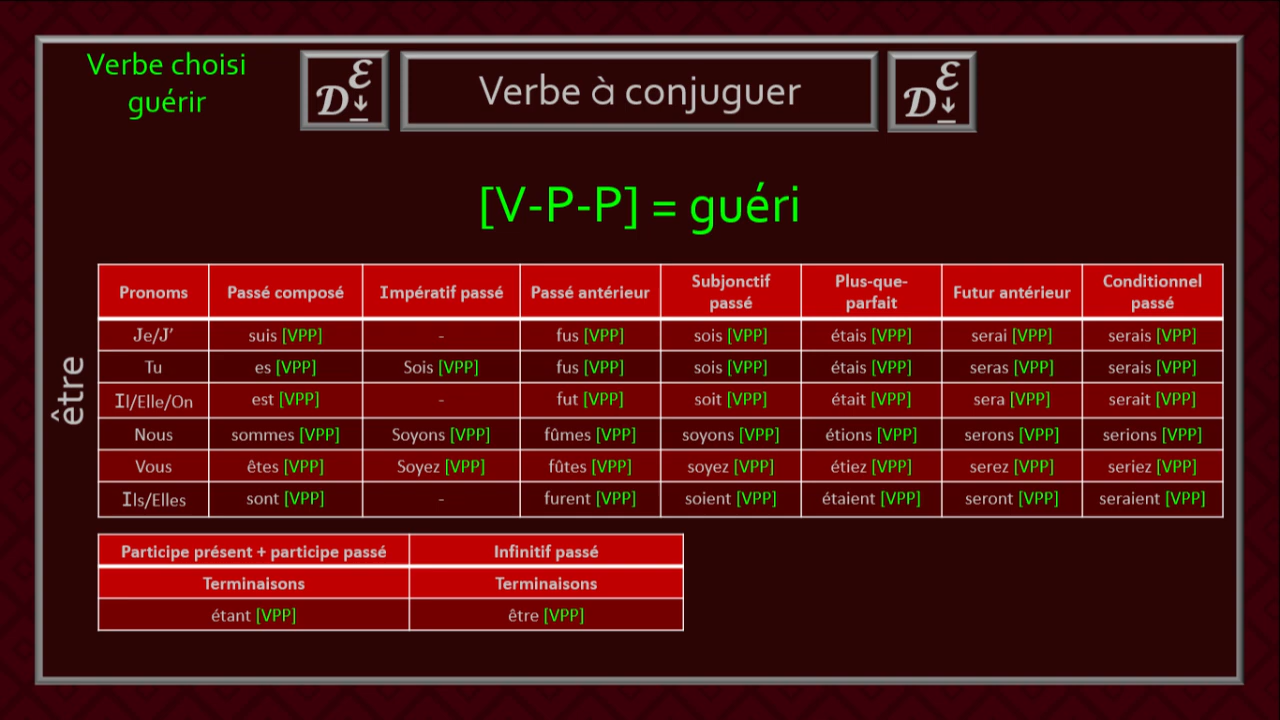 Verbe choisi
guérir
D E
Verbe à conjuguer
D E
[V-P-P] = guéri
être
Pronoms Passé composé Impératif passé Passé antérieur Subjonctif passé Plus-que-parfait Futur antérieur Conditionnel passé
Je/J' suis [VPP] - fus [VPP] sois [VPP] étais [VPP] serai [VPP] serais [VPP]
Tu es [VPP] Sois [VPP] fus [VPP] sois [VPP] étais [VPP] seras [VPP] serais [VPP]
Il/Elle/On est [VPP] - fut [VPP] soit [VPP] était [VPP] sera [VPP] serait [VPP]
Nous sommes [VPP] Soyons [VPP] fûmes [VPP] soyons [VPP] étions [VPP] serons [VPP] serions [VPP]
Vous êtes [VPP] Soyez [VPP] fûtes [VPP] soyez [VPP] étiez [VPP] serez [VPP] seriez [VPP]
Ils/Elles sont [VPP] - furent [VPP] soient [VPP] étaient [VPP] seront [VPP] seraient [VPP]
Participe présent + participe passé Infinitif passé
Terminaisons Terminaisons
étant [VPP] être [VPP]